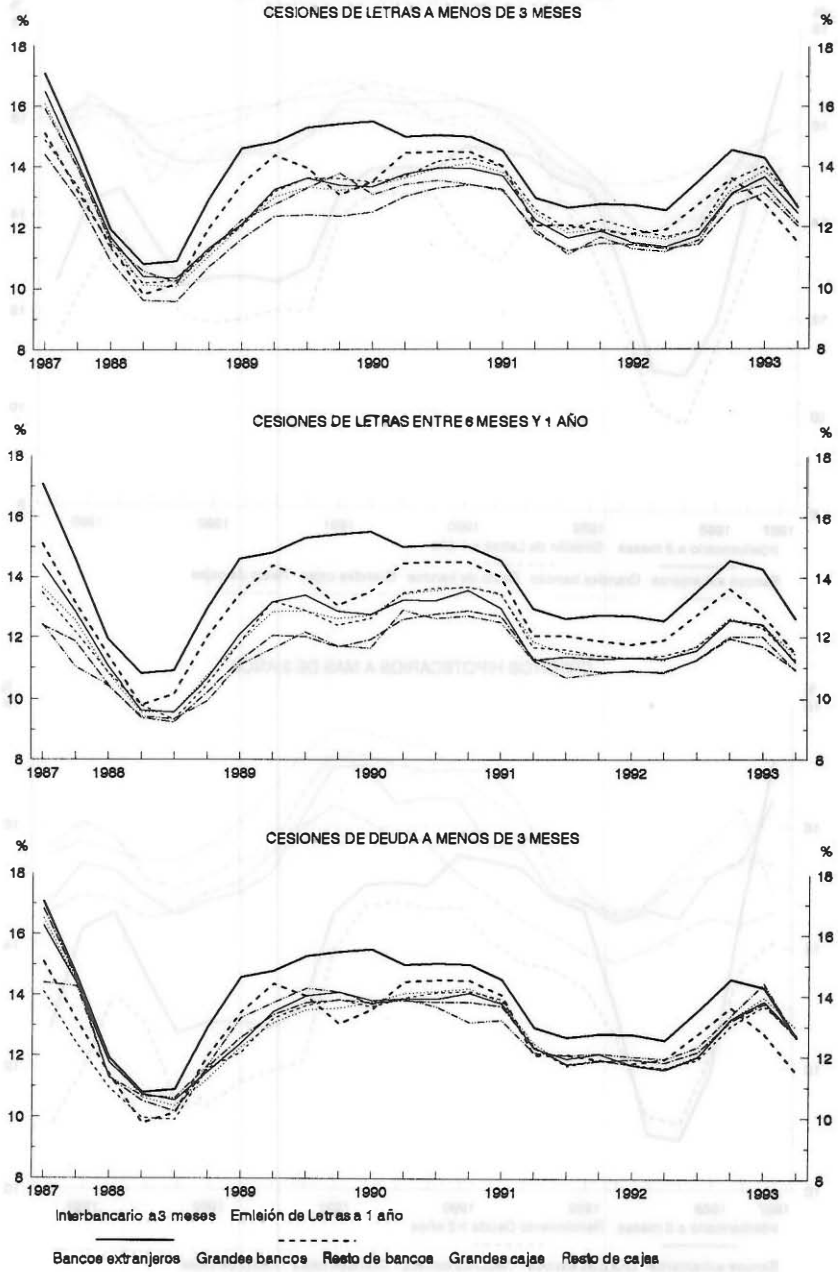 CESIONES DE LETRAS A MENOS DE 3 MESES
% %
18 18
16 16
14 14
12 12
10 10
8 8
1987 1988 1989 1990 1991 1992 1993
CESIONES DE LETRAS ENTRE 6 MESES Y 1 AÑO
% %
18 18
16 16
14 14
12 12
10 10
8 8
1987 1988 1989 1990 1991 1992 1993
CESIONES DE DEUDA A MENOS DE 3 MESES
% %
18 18
16 16
14 14
12 12
10 10
8 8
1987 1988 1989 1990 1991 1992 1993
Interbancario a 3 meses Emisión de Letras a 1 año
Bancos extranjeros Grandes bancos Resto de bancos Grandes cajas Resto de cajas